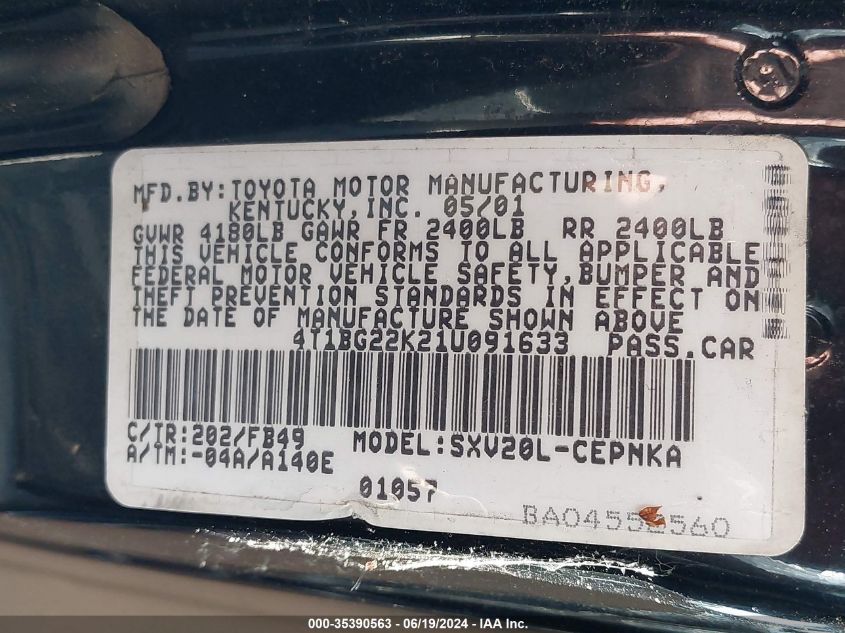 MFD.BY:TOYOTA MOTOR MANUFACTURING,
KENTUCKY,INC. 05/01
GVWR 4180LB GAWR FR 2400LB RR 2400LB
THIS VEHICLE CONFORMS TO ALL APPLICABLE
FEDERAL MOTOR VEHICLE SAFETY,BUMPER AND
THEFT PREVENTION STANDARDS IN EFFECT ON
THE DATE OF MANUFACTURE SHOWN ABOVE
4T1BG22K21U091633 PASS.CAR
C/TR:202/FB49 MODEL:SXV20L-CEPNKA
A/TM:-04A/A140E
01057
000-35390563 - 06/19/2024 - IAA Inc.